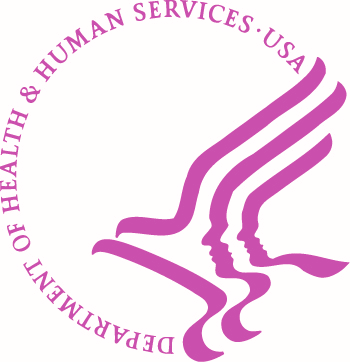 DEPARTMENT OF HEALTH & HUMAN SERVICES · USA